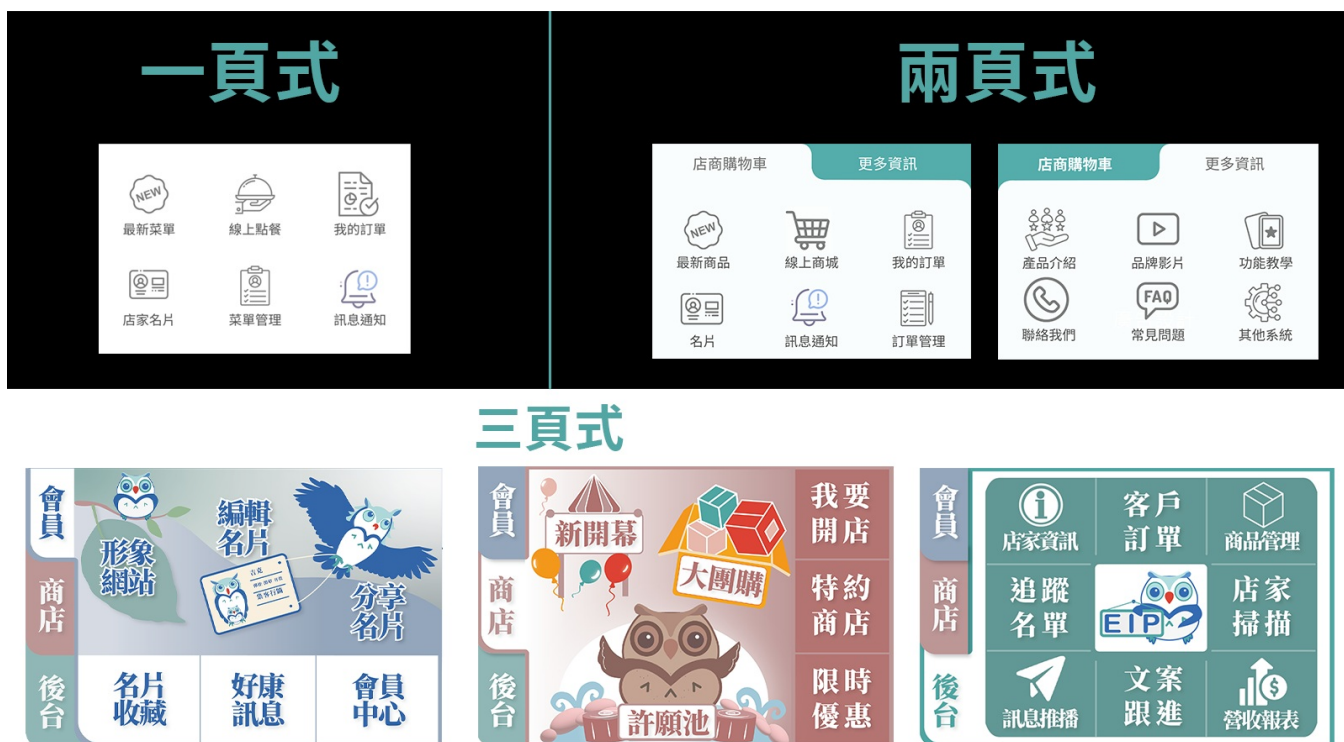 一頁式
兩頁式
NEW
最新菜單
線上點餐
我的訂單
店家名片
菜單管理
訊息通知
店商購物車
更多資訊
NEW
最新商品
線上商城
我的訂單
名片
訊息通知
訂單管理
店商購物車
更多資訊
產品介紹
品牌影片
功能教學
FAQ
聯絡我們
常見問題
其他系統
三頁式
會員
商店
後台
形象
網站
編輯
名片
分享
名片
名片
收藏
好康
訊息
會員
中心
會員
商店
後台
新開幕
大團購
許願池
我要
開店
特約
商店
限時
優惠
會員
商店
後台
店家資訊
客戶
訂單
商品管理
追蹤
名單
EIP
店家
掃描
訊息推播
文案
跟進
營收報表